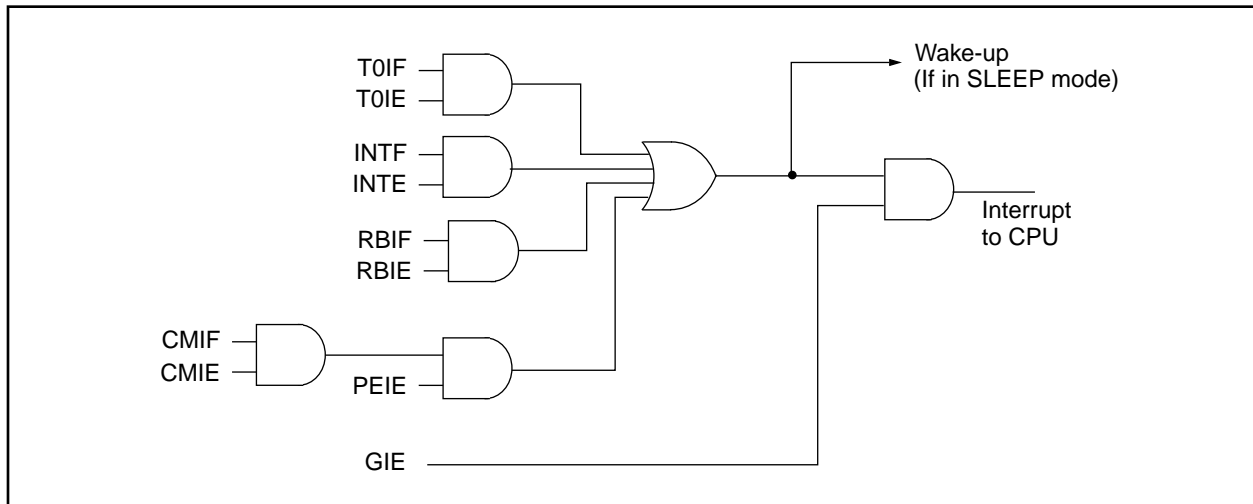 Wake-up
(If in SLEEP mode)
T0IF
T0IE
INTF
INTE
RBIF
RBIE
Interrupt
to CPU
CMIF
CMIE
PEIE
GIE